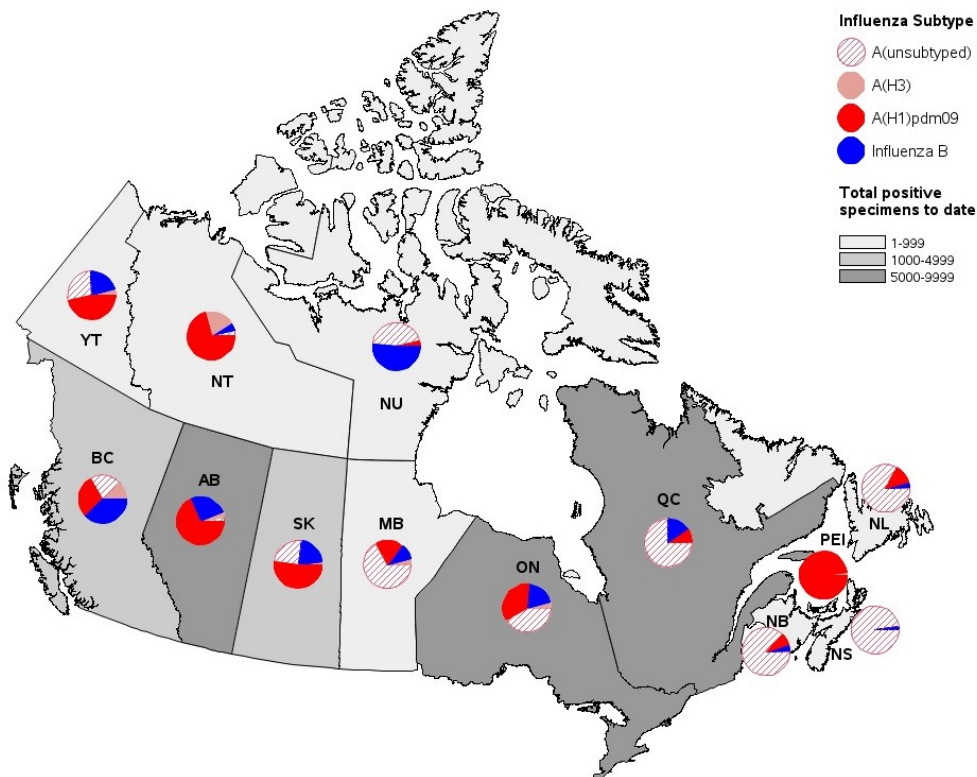 Influenza Subtype
A(unsubtyped)
A(H3)
A(H1)pdm09
Influenza B
Total positive
specimens to date
1-999
1000-4999
5000-9999
YT
NT
NU
BC
AB
SK
MB
ON
QC
NL
PEI
NB
NS